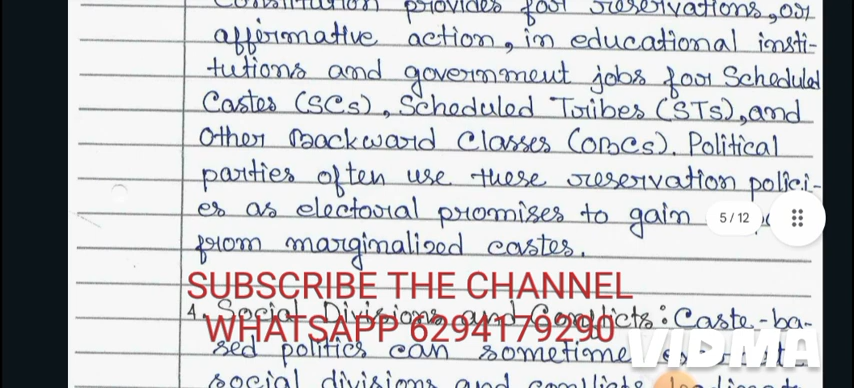 Constitution provides for reservations, or
affirmative action, in educational insti-
tutions and government jobs for Scheduled
Castes (SCs), Scheduled Tribes (STs), and
Other Backward Classes (OBCs). Political
parties often use these reservation polici-
es as electoral promises to gain
5 / 12
from marginalized castes.
SUBSCRIBE THE CHANNEL
4. Social Divisions and Conflicts: Caste-ba-
WHATSAPP 6294179290
sed politics can sometimes
VIDMA
social divisions and conflicts